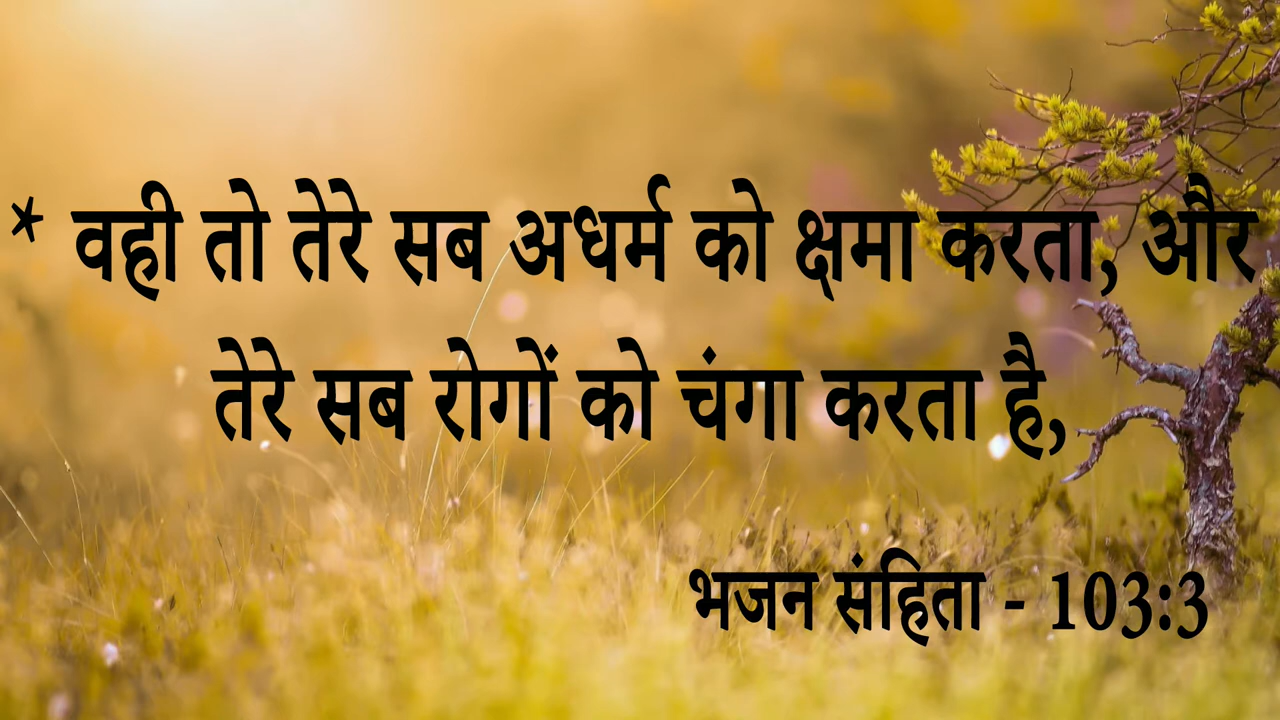 * वही तो तेरे सब अधर्म को क्षमा करता, और
तेरे सब रोगों को चंगा करता है,
भजन संहिता - 103:3